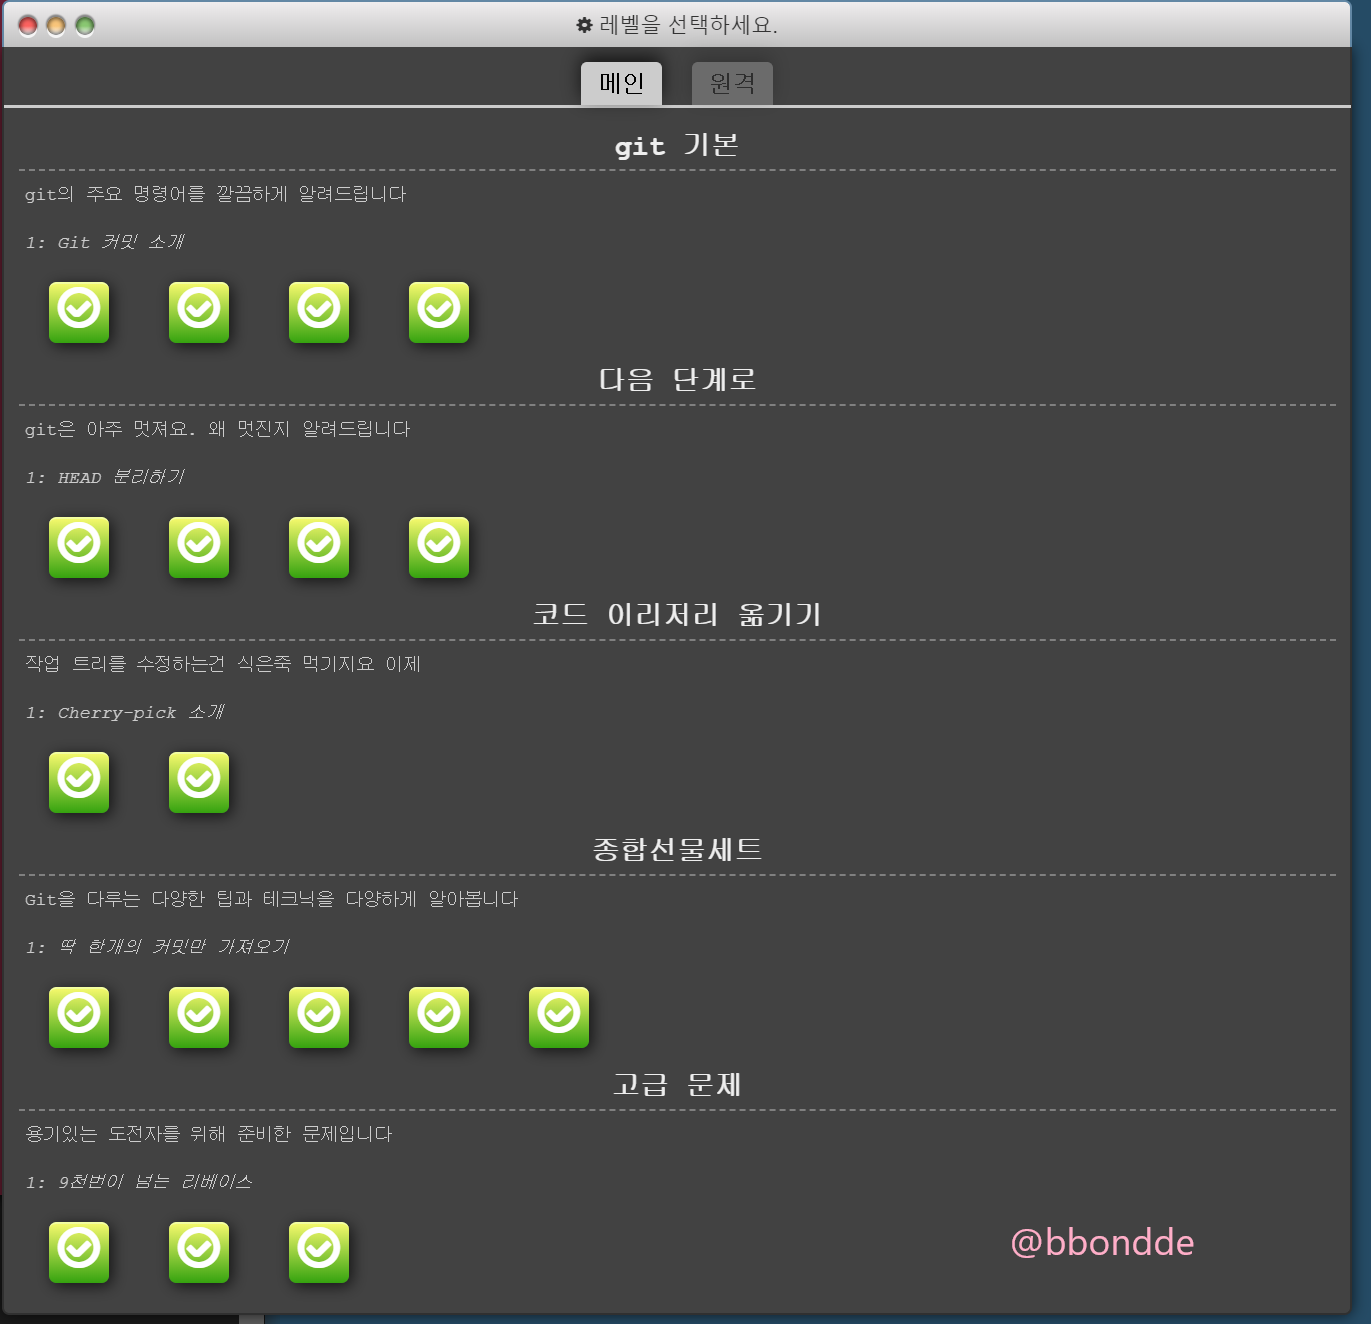 레벨을 선택하세요.
메인 원격
git 기본
git의 주요 명령어를 깔끔하게 알려드립니다
1: Git 커밋 소개
다음 단계로
git은 아주 멋져요. 왜 멋진지 알려드립니다
1: HEAD 분리하기
코드 이리저리 옮기기
작업 트리를 수정하는건 식은죽 먹기지요 이제
1: Cherry-pick 소개
종합선물세트
Git을 다루는 다양한 팁과 테크닉을 다양하게 알아봅니다
1: 딱 한개의 커밋만 가져오기
고급 문제
용기있는 도전자를 위해 준비한 문제입니다
1: 9천번이 넘는 리베이스
@bbondde